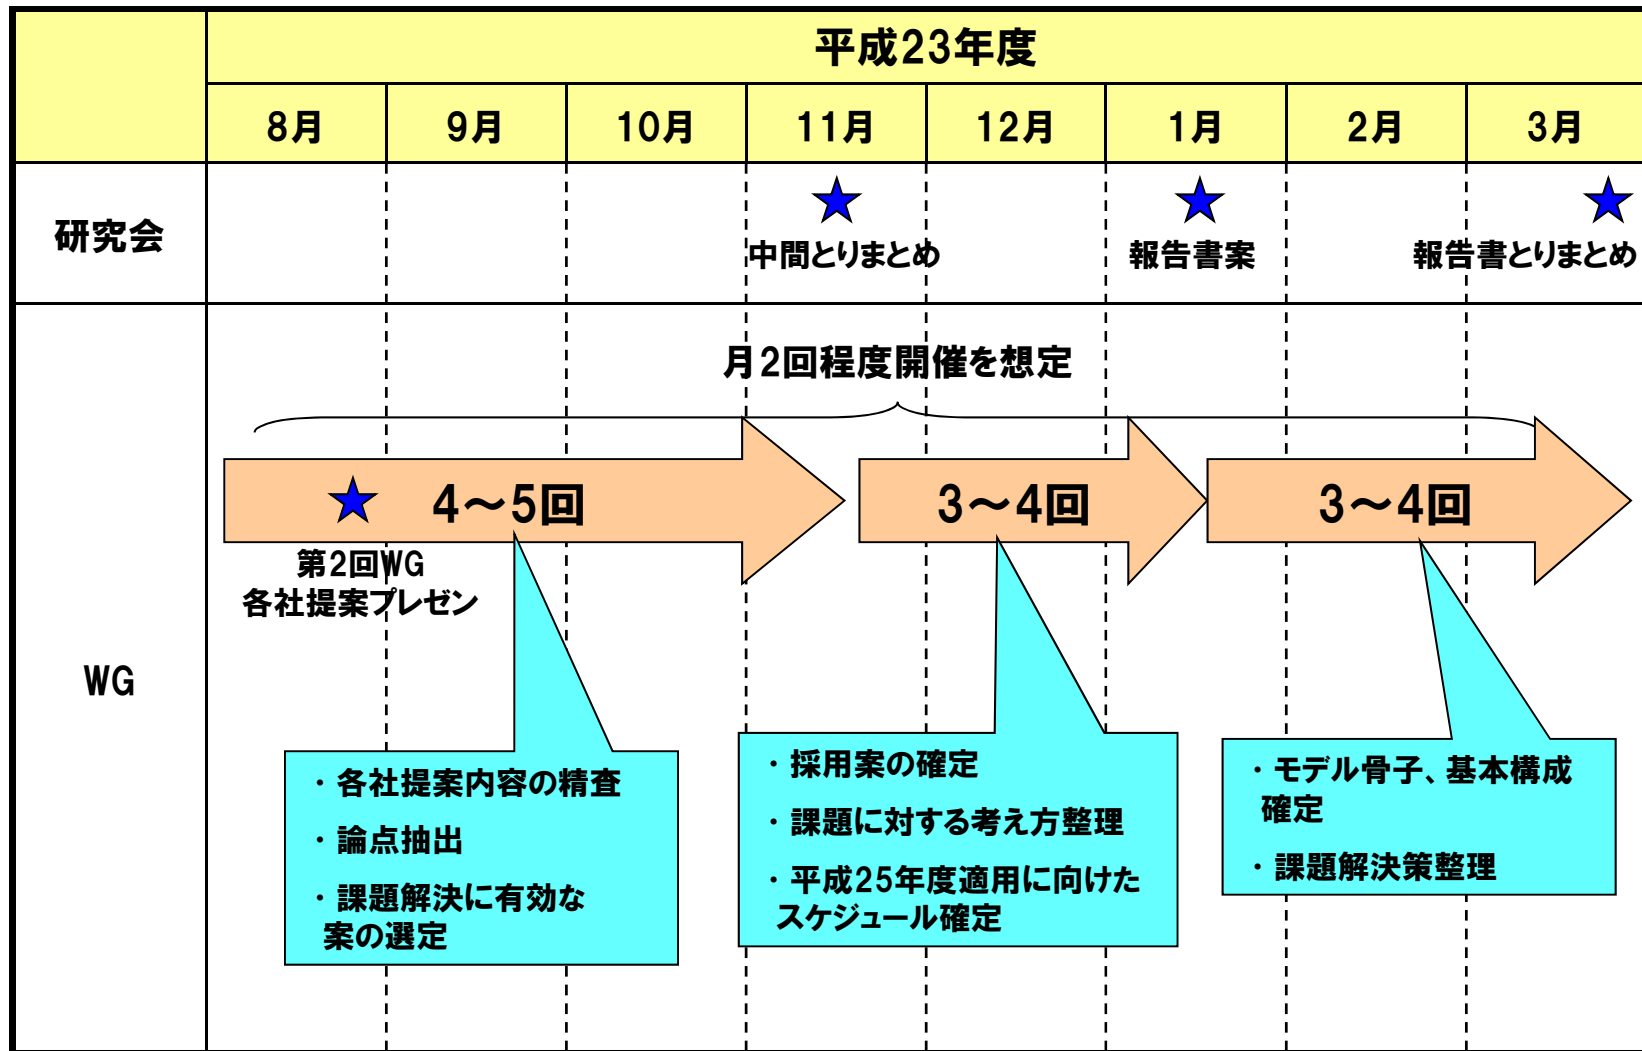 平成23年度
8月 9月 10月 11月 12月 1月 2月 3月
研究会
中間とりまとめ
報告書案
報告書とりまとめ
WG
月2回程度開催を想定
4～5回
3～4回
3～4回
第2回WG
各社提案プレゼン
・各社提案内容の精査
・論点抽出
・課題解決に有効な
案の選定
・採用案の確定
・課題に対する考え方整理
・平成25年度適用に向けた
スケジュール確定
・モデル骨子、基本構成
確定
・課題解決策整理